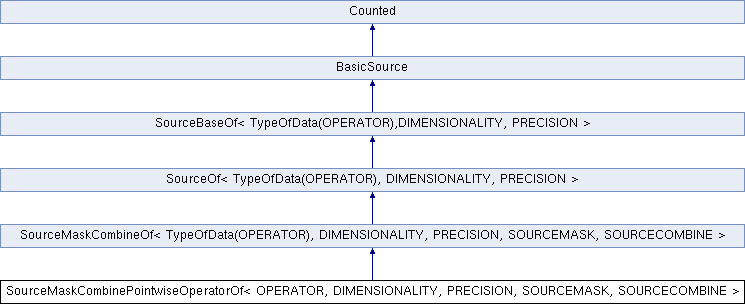 Counted
BasicSource
SourceBaseOf< TypeOfData(OPERATOR),DIMENSIONALITY, PRECISION >
SourceOf< TypeOfData(OPERATOR), DIMENSIONALITY, PRECISION >
SourceMaskCombineOf< TypeOfData(OPERATOR), DIMENSIONALITY, PRECISION, SOURCEMASK, SOURCECOMBINE >
SourceMaskCombinePointwiseOperatorOf< OPERATOR, DIMENSIONALITY, PRECISION, SOURCEMASK, SOURCECOMBINE >